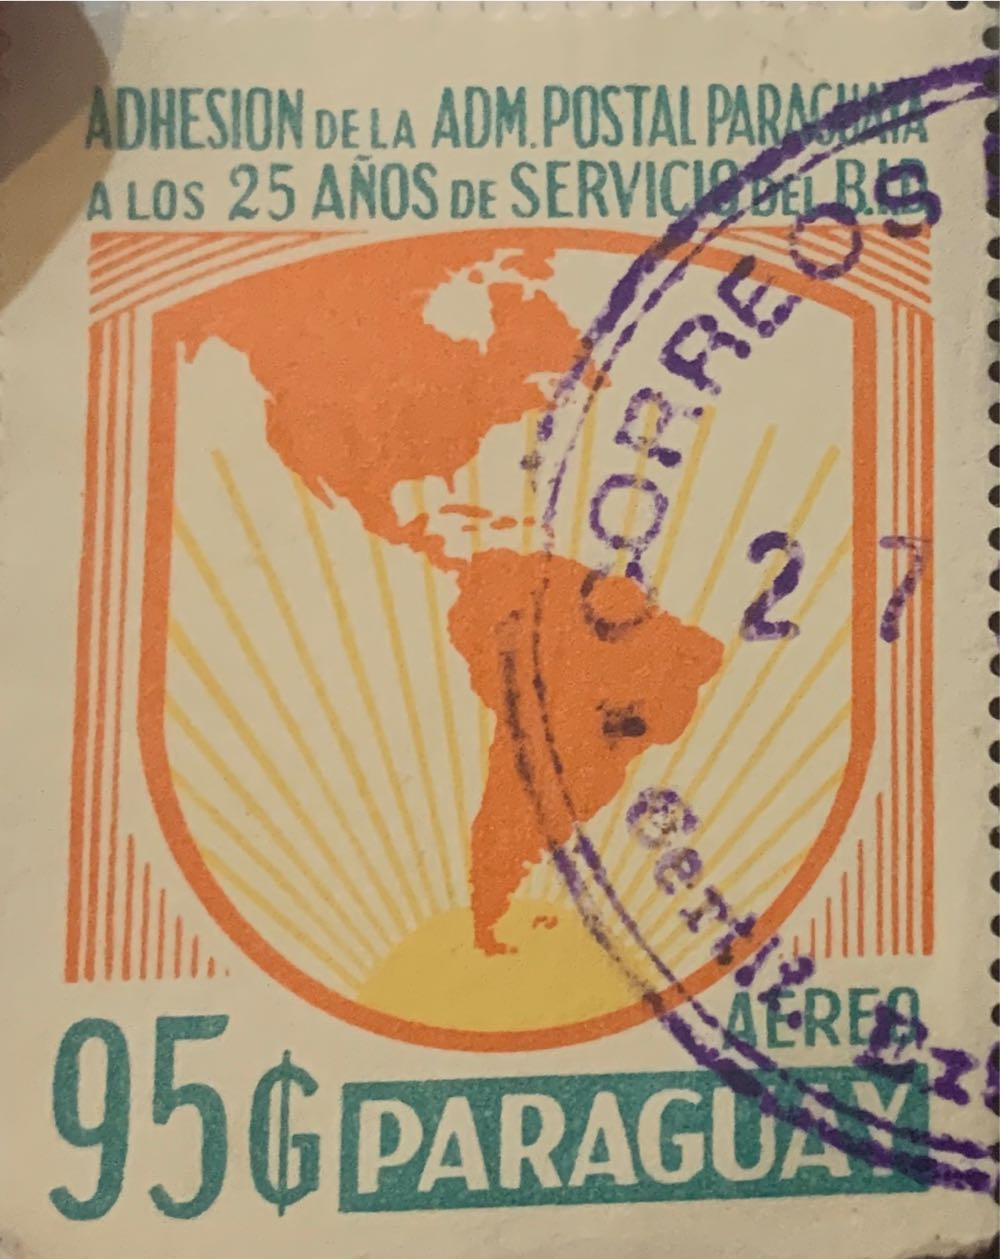 ADHESION DE LA ADM. POSTAL PARAGUAYA
A LOS 25 AÑOS DE SERVICIO DEL B.I.D
CORREOS
27
AEREO
95 ₲ PARAGUAY